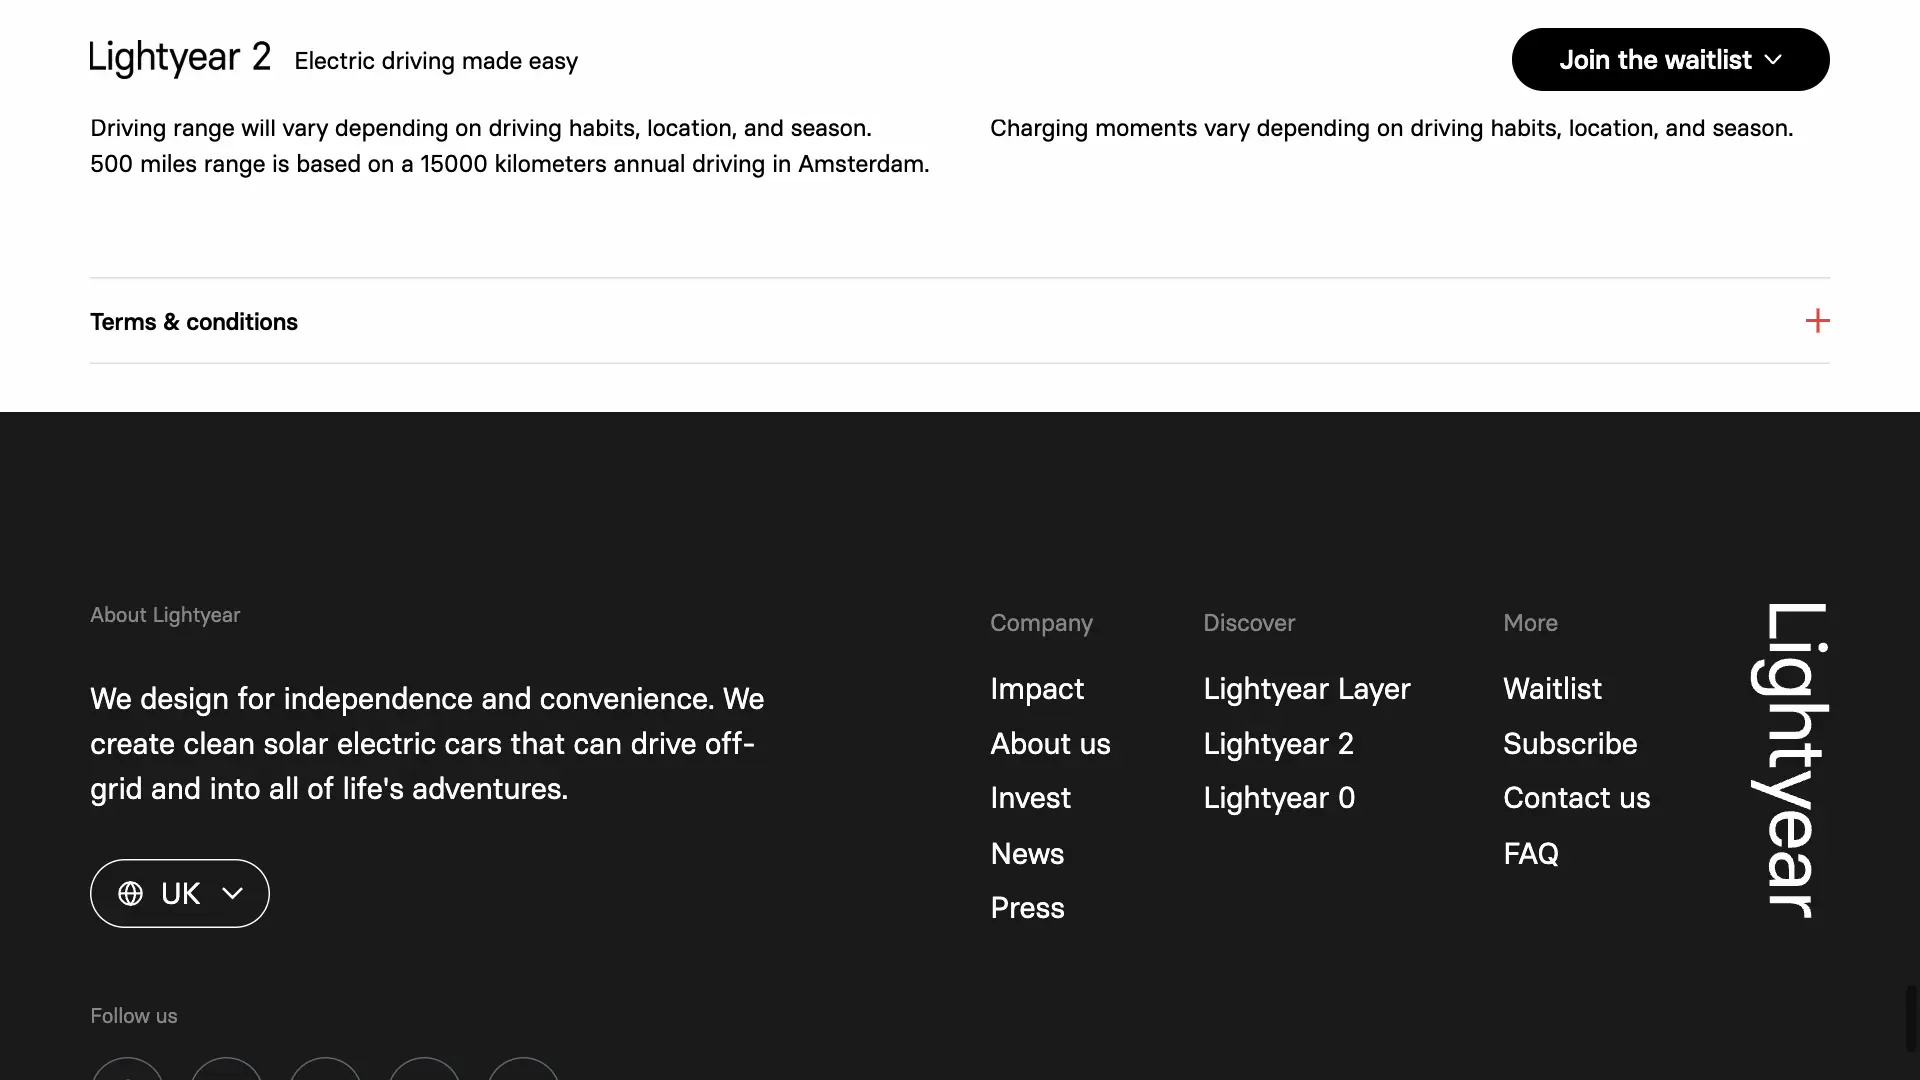 Lightyear 2 Electric driving made easy
Join the waitlist
Driving range will vary depending on driving habits, location, and season.
500 miles range is based on a 15000 kilometers annual driving in Amsterdam.
Charging moments vary depending on driving habits, location, and season.
Terms & conditions
About Lightyear
We design for independence and convenience. We
create clean solar electric cars that can drive off-
grid and into all of life's adventures.
UK
Company
Impact
About us
Invest
News
Press
Discover
Lightyear Layer
Lightyear 2
Lightyear 0
More
Waitlist
Subscribe
Contact us
FAQ
Lightyear
Follow us